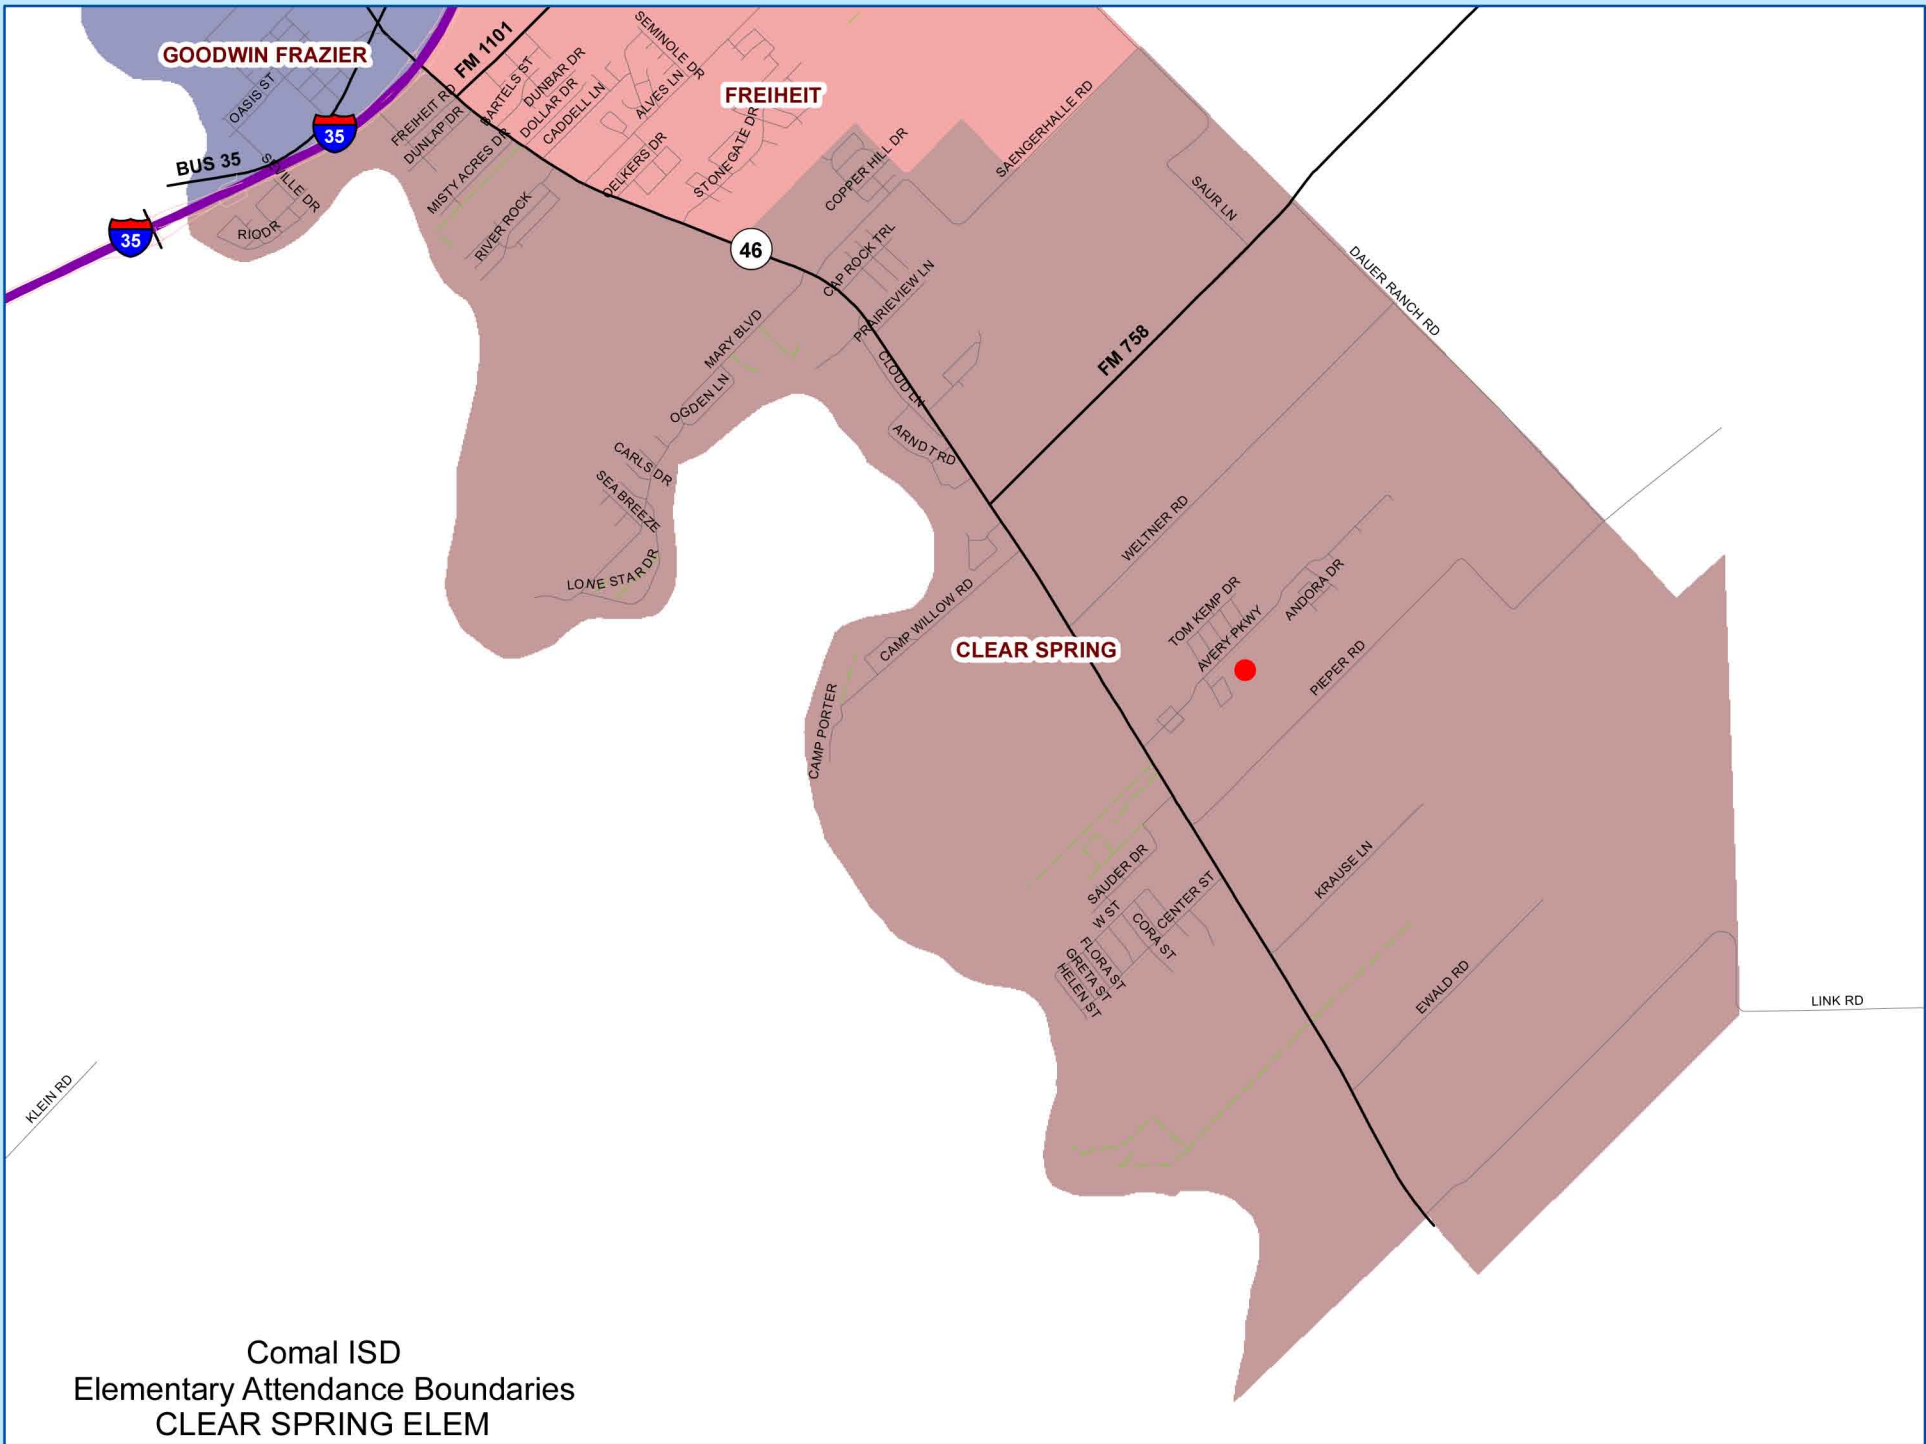 GOODWIN FRAZIER
FM 1101
SEMINOLE DR
OASIS ST
BARTELS ST
DUNBAR DR
DOLLAR DR
CADDELL LN
ALVES LN
FREIHEIT
35
FREIHEIT RD
DUNLAP DR
MISTY ACRES DR
STONEGATE DR
COPPER HILL DR
SAENGERHALLE RD
BUS 35
SEVILLE DR
RIO DR
35
RIVER ROCK
OELKERS DR
46
SAUR LN
CAP ROCK TRL
PRAIRIEVIEW LN
DAUER RANCH RD
MARY BLVD
CLOUD LN
FM 758
OGDEN LN
ARNDT RD
CARLS DR
SEA BREEZE
WELTNER RD
LONE STAR DR
CAMP WILLOW RD
CLEAR SPRING
TOM KEMP DR
AVERY PKWY
ANDORA DR
PIEPER RD
CAMP PORTER
SAUDER DR
W ST
CENTER ST
CORA ST
FLORA ST
GRETA ST
HELEN ST
KRAUSE LN
EWALD RD
LINK RD
KLEIN RD
Comal ISD
Elementary Attendance Boundaries
CLEAR SPRING ELEM